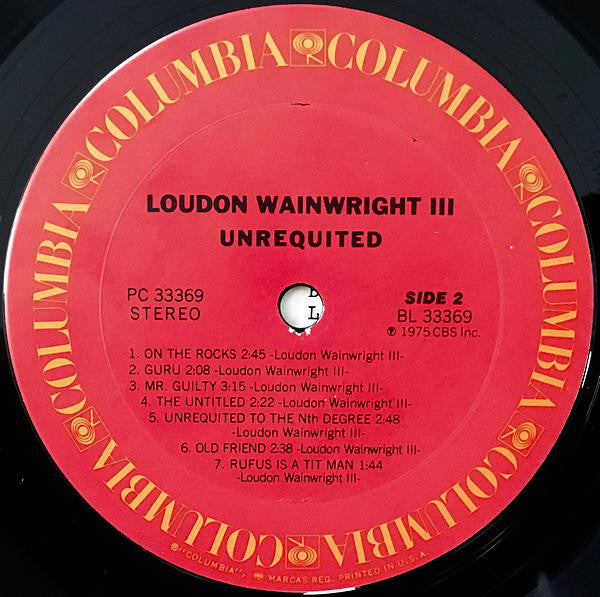 COLUMBIA COLUMBIA COLUMBIA COLUMBIA COLUMBIA COLUMBIA
LOUDON WAINWRIGHT III
UNREQUITED
PC 33369
STEREO
SIDE 2
BL 33369
℗ 1975 CBS Inc.
B
L
1. ON THE ROCKS 2:45 -Loudon Wainwright III-
2. GURU 2:08 -Loudon Wainwright III-
3. MR. GUILTY 3:15 -Loudon Wainwright III-
4. THE UNTITLED 2:22 -Loudon Wainwright III-
5. UNREQUITED TO THE Nth DEGREE 2:48
-Loudon Wainwright III-
6. OLD FRIEND 2:38 -Loudon Wainwright III-
7. RUFUS IS A TIT MAN 1:44
-Loudon Wainwright III-
® "COLUMBIA", MARCAS REG. PRINTED IN U.S.A.